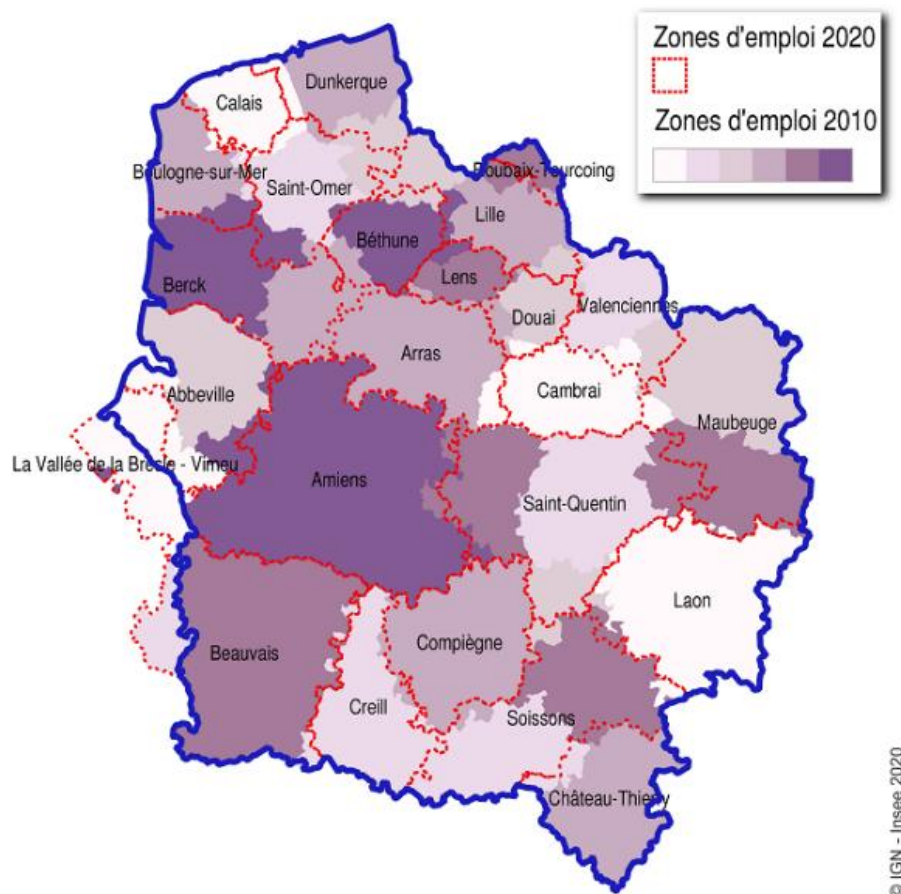 Zones d'emploi 2020
Zones d'emploi 2010
Dunkerque
Calais
Boulogne-sur-Mer
Saint-Omer
Roubaix-Tourcoing
Lille
Béthune
Lens
Berck
Valenciennes
Douai
Arras
Cambrai
Abbeville
Maubeuge
La Vallée de la Bresle - Vimeu
Amiens
Saint-Quentin
Laon
Beauvais
Compiègne
Creill
Soissons
Château-Thierry
© IGN - Insee 2020